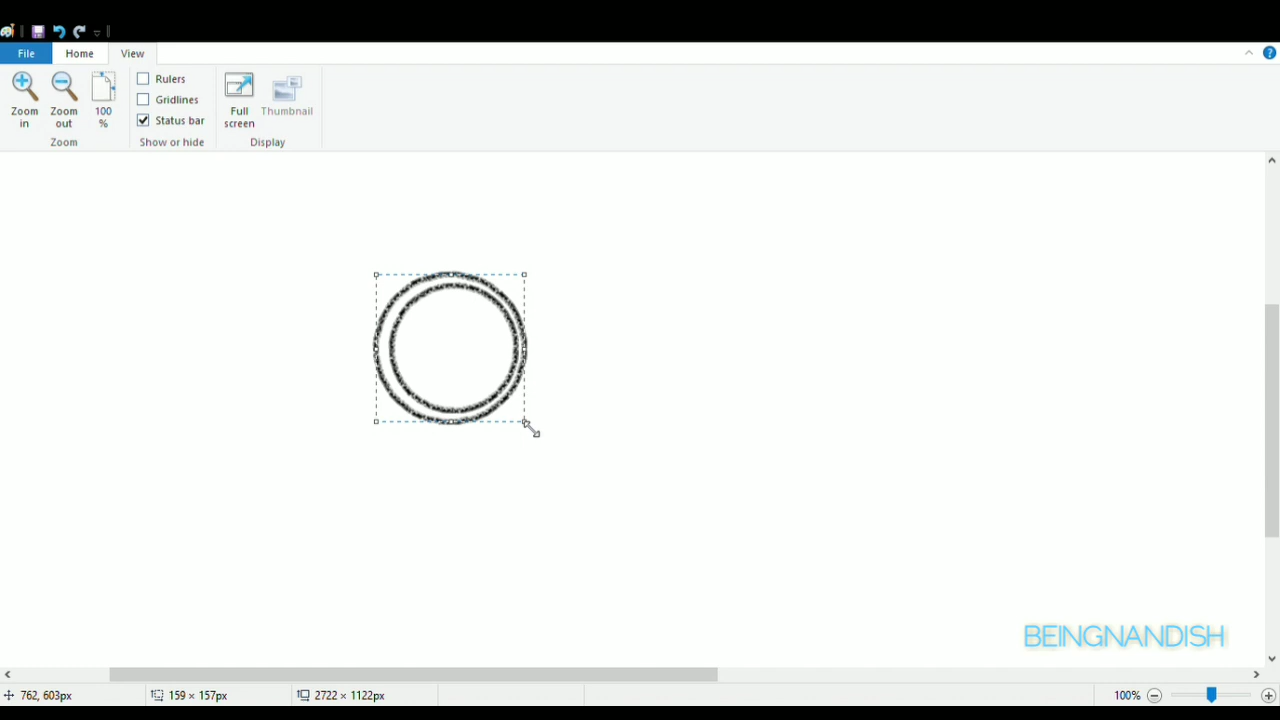 File Home View
Zoom in
Zoom out
100 %
Zoom
Rulers
Gridlines
Status bar
Show or hide
Full screen
Thumbnail
Display
BEINGNANDISH
762, 603px 159 × 157px 2722 × 1122px 100%